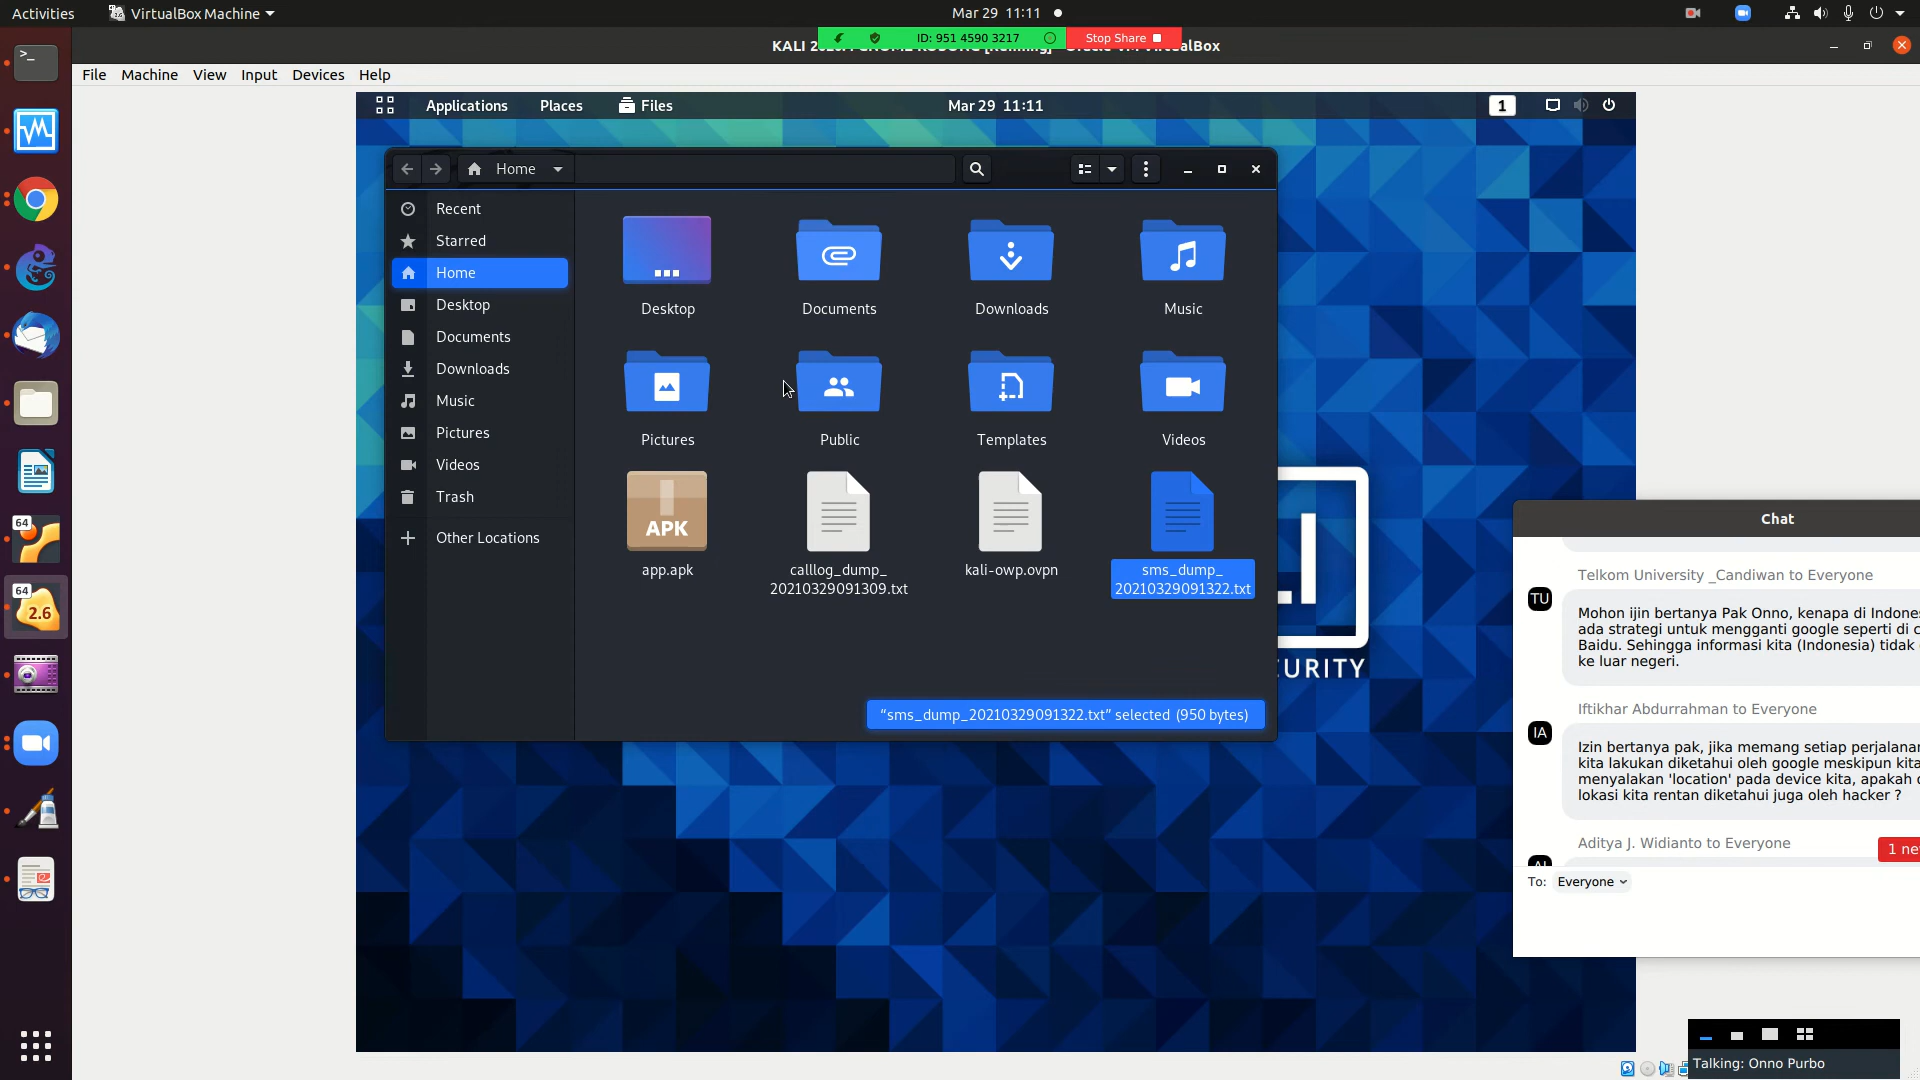 Activities
VirtualBox Machine
Mar 29 11:11
ID: 951 4590 3217
Stop Share
KALI
VirtualBox
File Machine View Input Devices Help
Applications Places Files
Mar 29 11:11
1
Home
Recent
Starred
Home
Desktop
Documents
Downloads
Music
Pictures
Videos
Trash
Other Locations
Desktop
Documents
Downloads
Music
Pictures
Public
Templates
Videos
APK
app.apk
calllog_dump_
20210329091309.txt
kali-owp.ovpn
sms_dump_
20210329091322.txt
"sms_dump_20210329091322.txt" selected (950 bytes)
64
64
2.6
Chat
Telkom University _Candiwan to Everyone
TU
Mohon ijin bertanya Pak Onno, kenapa di
ada strategi untuk mengganti google seperti di
Baidu. Sehingga informasi kita (Indonesia) tidak
ke luar negeri.
Iftikhar Abdurrahman to Everyone
IA
Izin bertanya pak, jika memang setiap
kita lakukan diketahui oleh google meskipun
menyalakan 'location' pada device kita, apakah
lokasi kita rentan diketahui juga oleh hacker ?
Aditya J. Widianto to Everyone
1
To: Everyone
Talking: Onno Purbo